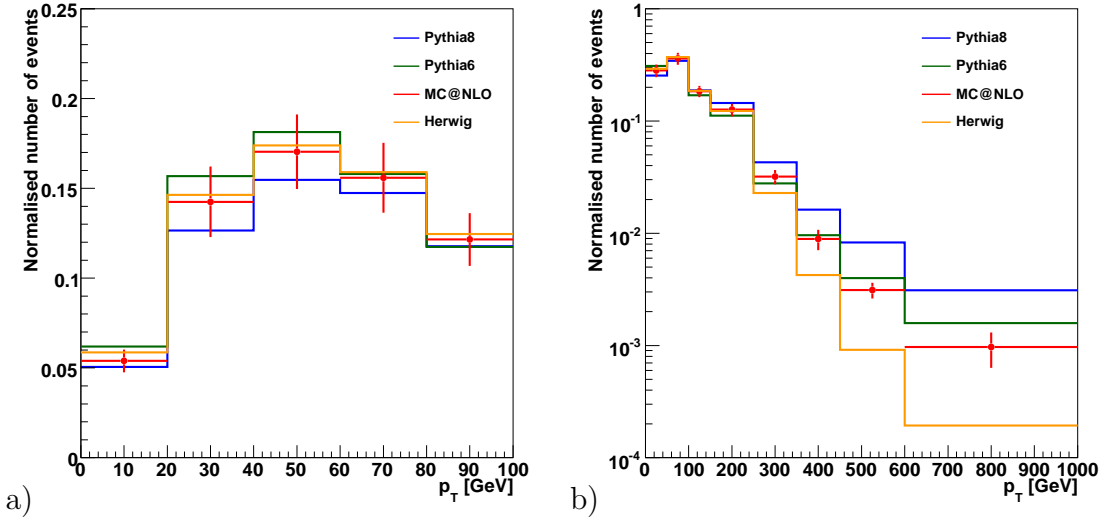 Normalised number of events
0.25
0.2
0.15
0.1
0.05
0
Pythia8
Pythia6
MC@NLO
Herwig
0 10 20 30 40 50 60 70 80 90 100
p_T [GeV]
a)
Normalised number of events
1
10^-1
10^-2
10^-3
10^-4
Pythia8
Pythia6
MC@NLO
Herwig
0 100 200 300 400 500 600 700 800 900 1000
p_T [GeV]
b)